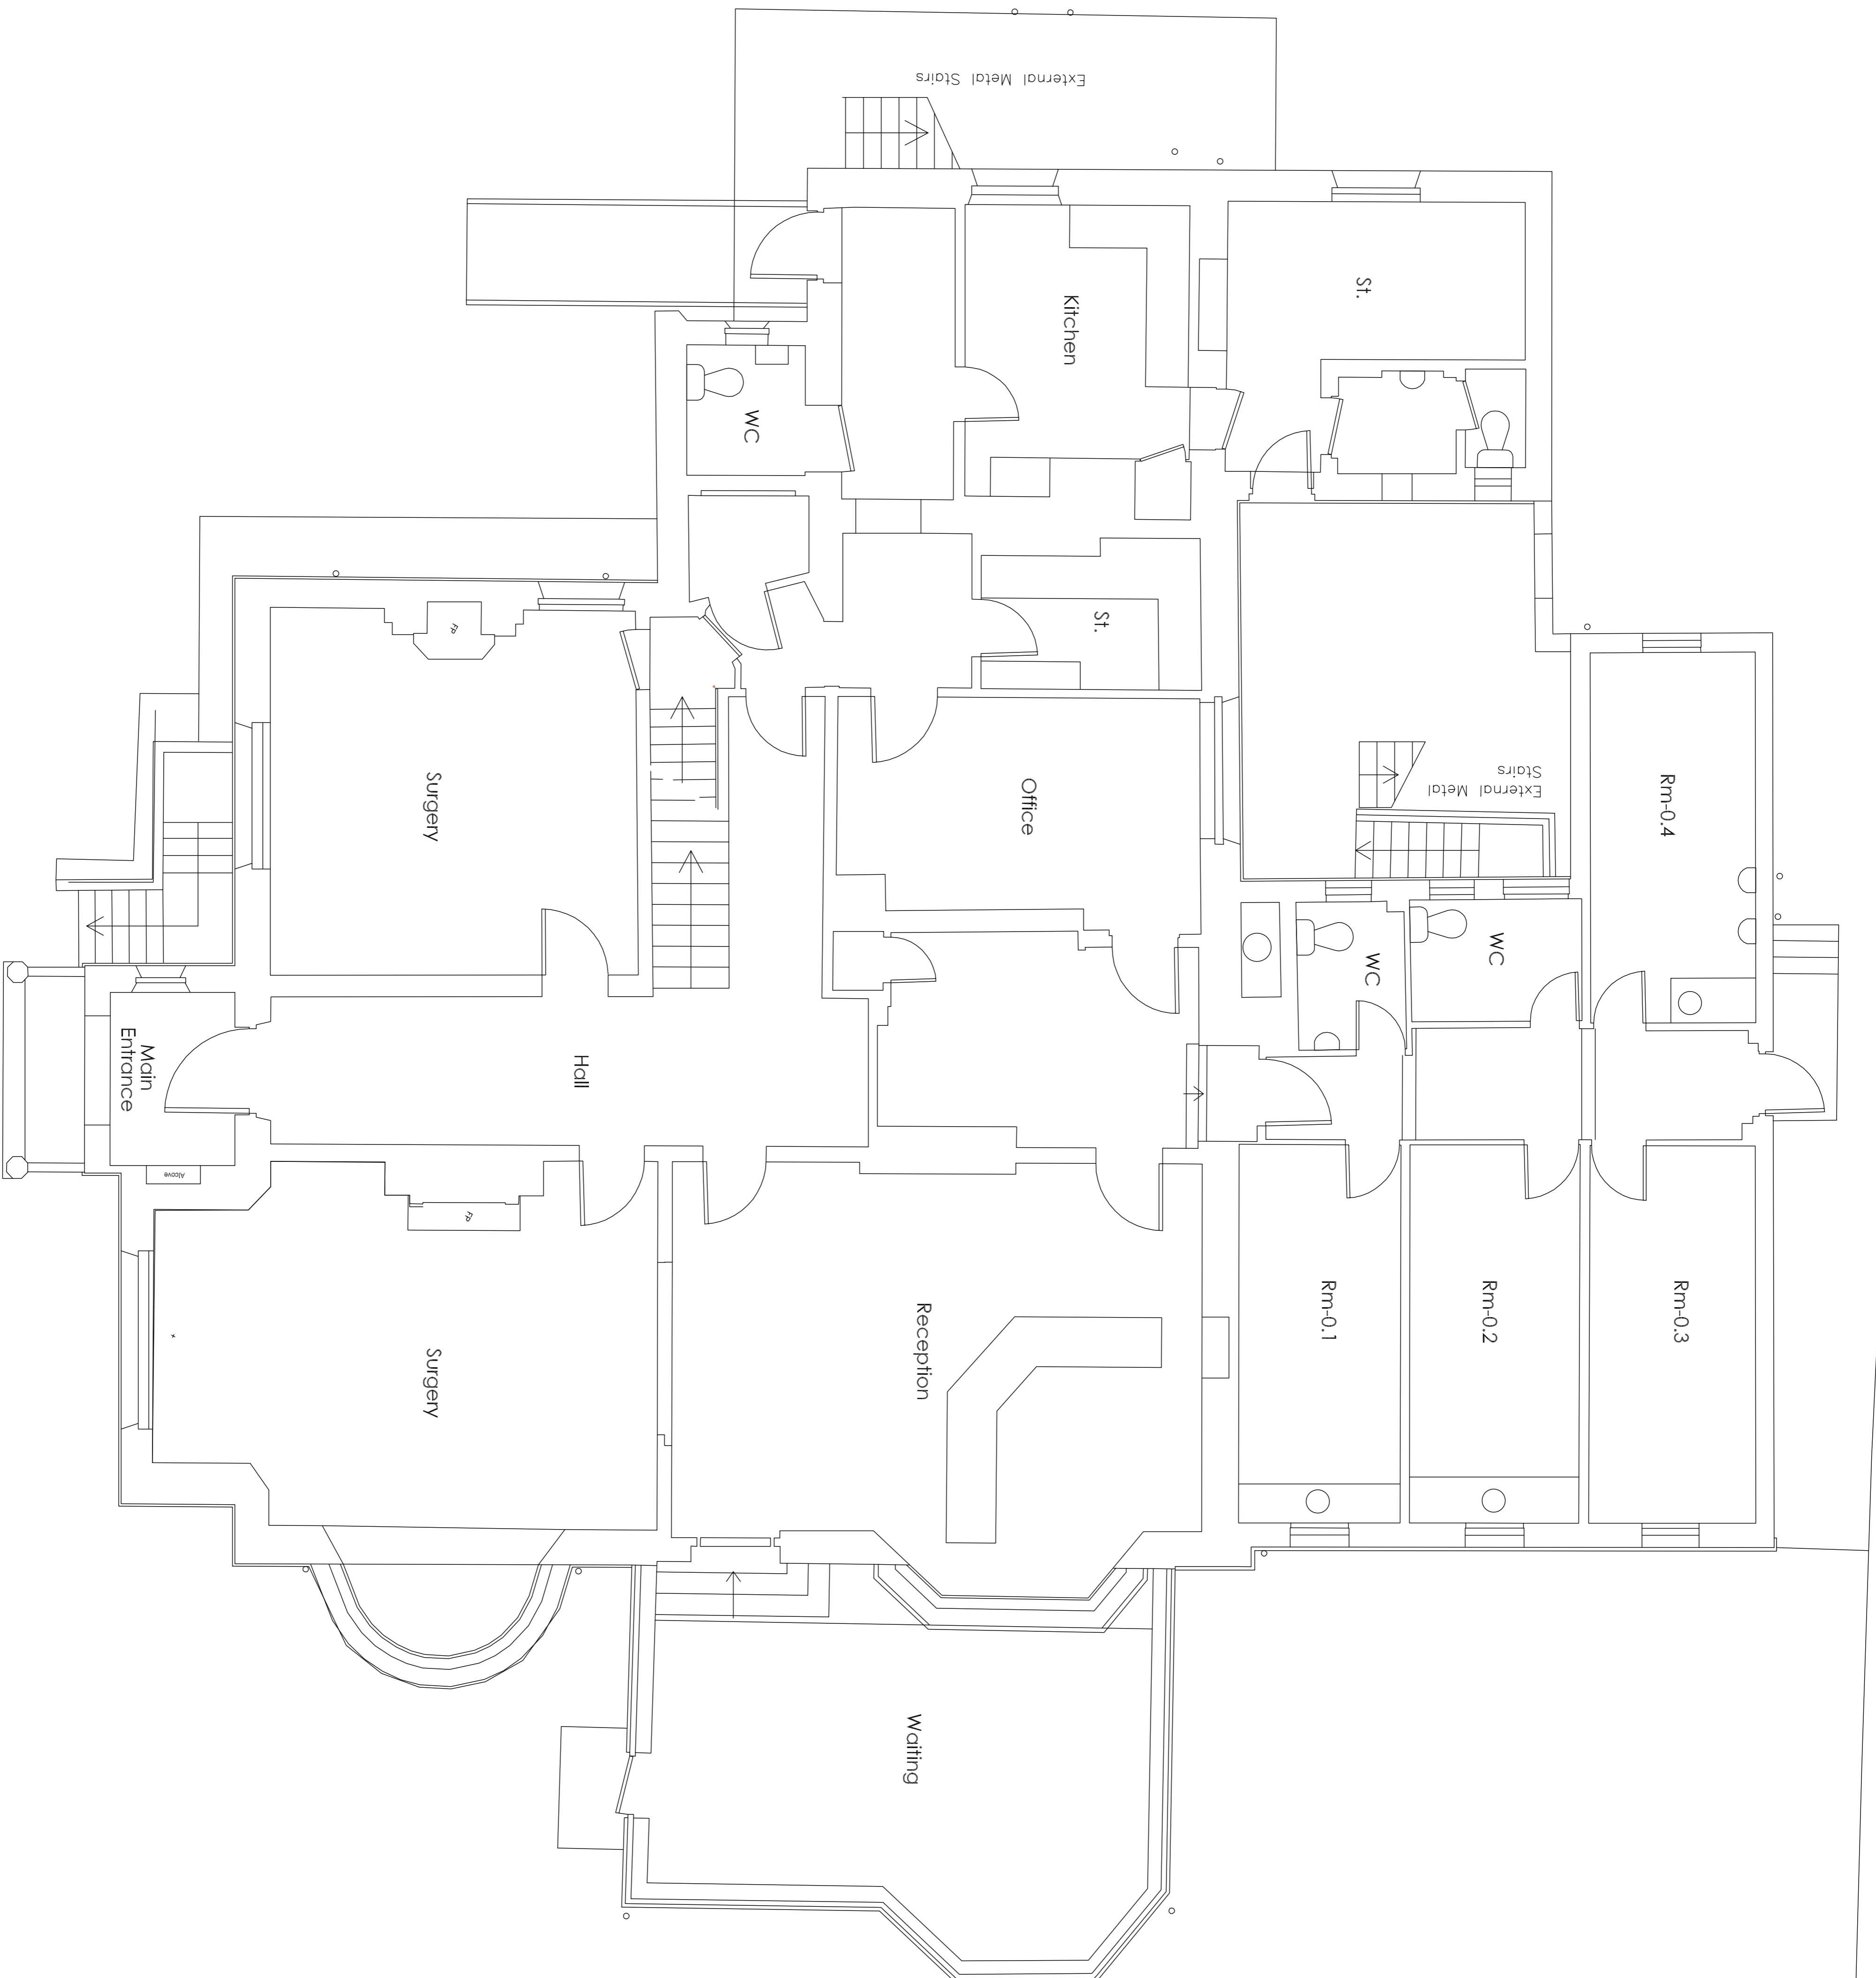 External Metal Stairs
Kitchen
St.
WC
FP
St.
Surgery
Office
External Metal
Stairs
Rm-0.4
WC
WC
Main
Entrance
Hall
Alcove
FP
Surgery
Reception
Rm-0.1
Rm-0.2
Rm-0.3
Waiting